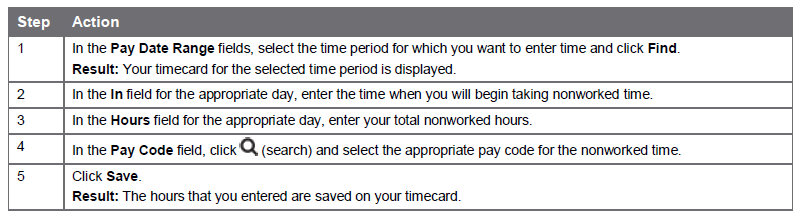 Step Action
1 In the Pay Date Range fields, select the time period for which you want to enter time and click Find.
Result: Your timecard for the selected time period is displayed.
2 In the In field for the appropriate day, enter the time when you will begin taking nonworked time.
3 In the Hours field for the appropriate day, enter your total nonworked hours.
4 In the Pay Code field, click (search) and select the appropriate pay code for the nonworked time.
5 Click Save.
Result: The hours that you entered are saved on your timecard.